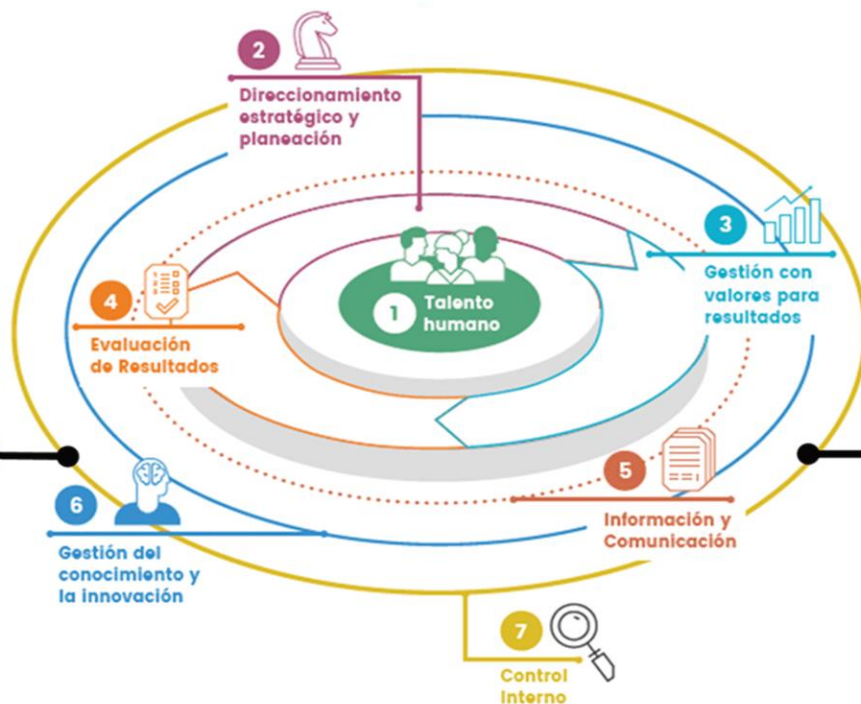 2
Direccionamiento
estratégico y
planeación
3
Gestión con
valores para
resultados
1
Talento
humano
4
Evaluación
de Resultados
5
Información y
Comunicación
6
Gestión del
conocimiento y
la innovación
7
Control
Interno